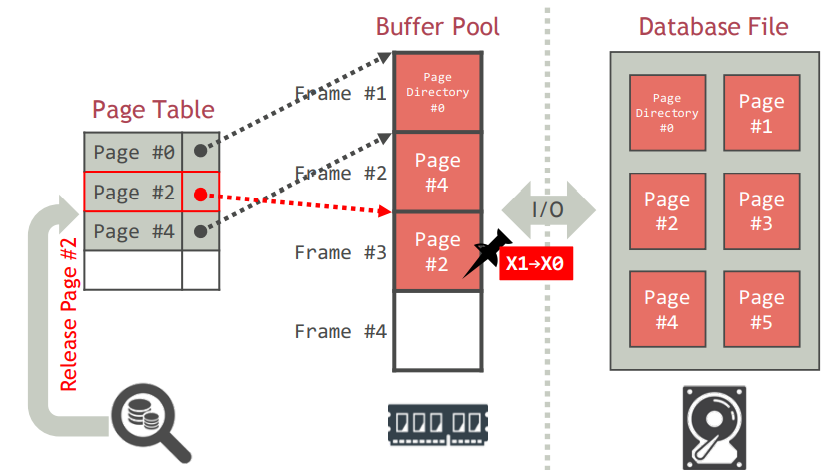 Buffer Pool
Database File
Page Table
Page #0
Page #2
Page #4
Release Page #2
Frame #1
Frame #2
Frame #3
Frame #4
Page
Directory
#0
Page
#4
Page
#2
X1→X0
I/O
Page
Directory
#0
Page
#1
Page
#2
Page
#3
Page
#4
Page
#5